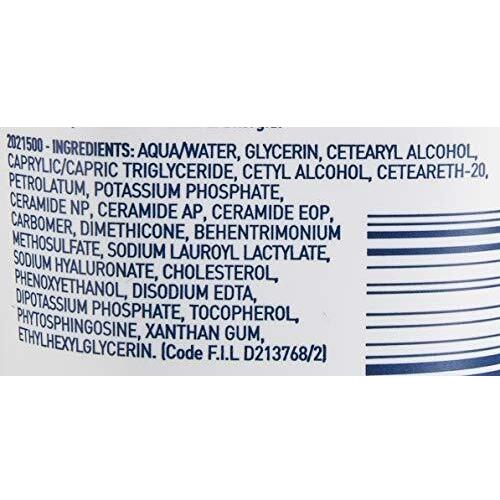 2021500 - INGREDIENTS: AQUA/WATER, GLYCERIN, CETEARYL ALCOHOL,
CAPRYLIC/CAPRIC TRIGLYCERIDE, CETYL ALCOHOL, CETEARETH-20,
PETROLATUM, POTASSIUM PHOSPHATE,
CERAMIDE NP, CERAMIDE AP, CERAMIDE EOP,
CARBOMER, DIMETHICONE, BEHENTRIMONIUM
METHOSULFATE, SODIUM LAUROYL LACTYLATE,
SODIUM HYALURONATE, CHOLESTEROL,
PHENOXYETHANOL, DISODIUM EDTA,
DIPOTASSIUM PHOSPHATE, TOCOPHEROL,
PHYTOSPHINGOSINE, XANTHAN GUM,
ETHYLHEXYLGLYCERIN. (Code F.I.L D213768/2)